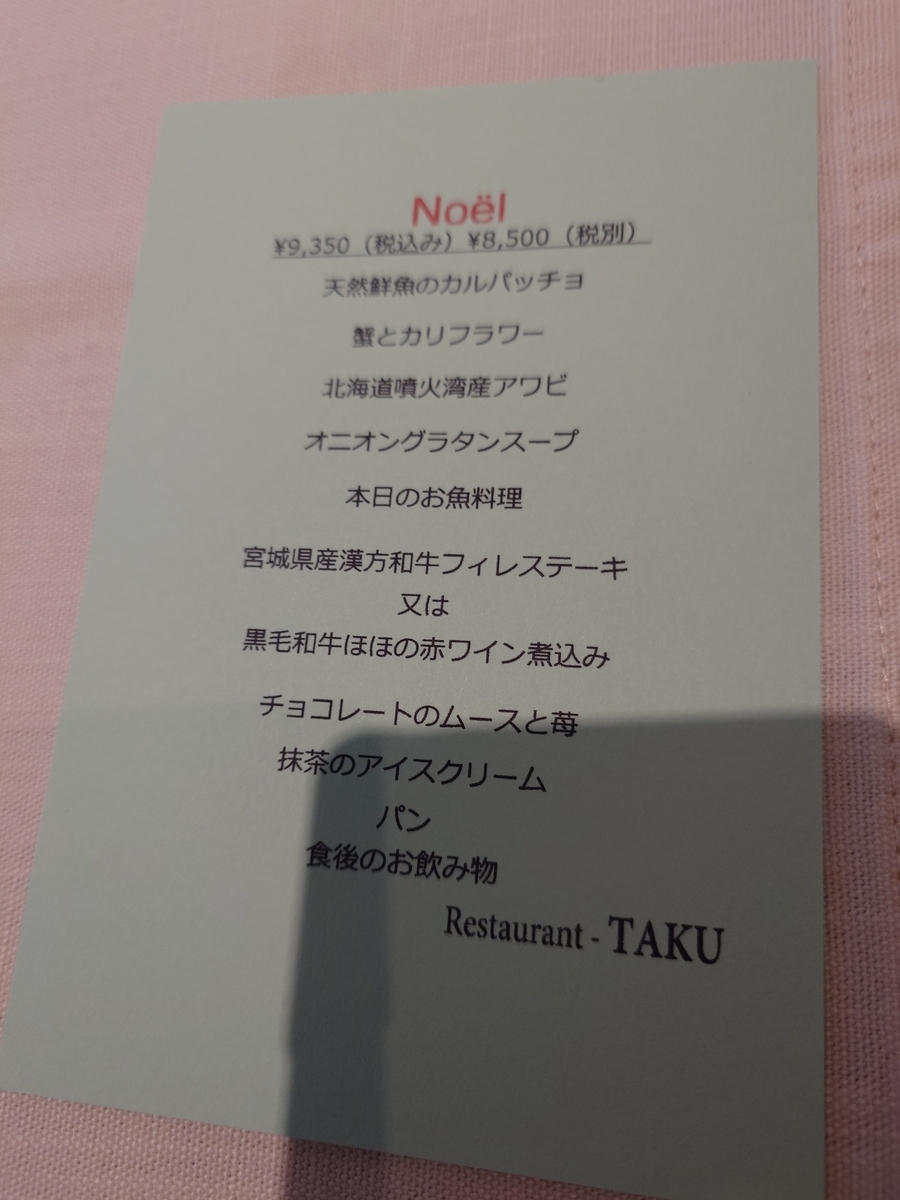 Noël
¥9,350（税込み）¥8,500（税別）
天然鮮魚のカルパッチョ
蟹とカリフラワー
北海道噴火湾産アワビ
オニオングラタンスープ
本日のお魚料理
宮城県産漢方和牛フィレステーキ
又は
黒毛和牛ほほの赤ワイン煮込み
チョコレートのムースと苺
抹茶のアイスクリーム
パン
食後のお飲み物
Restaurant - TAKU